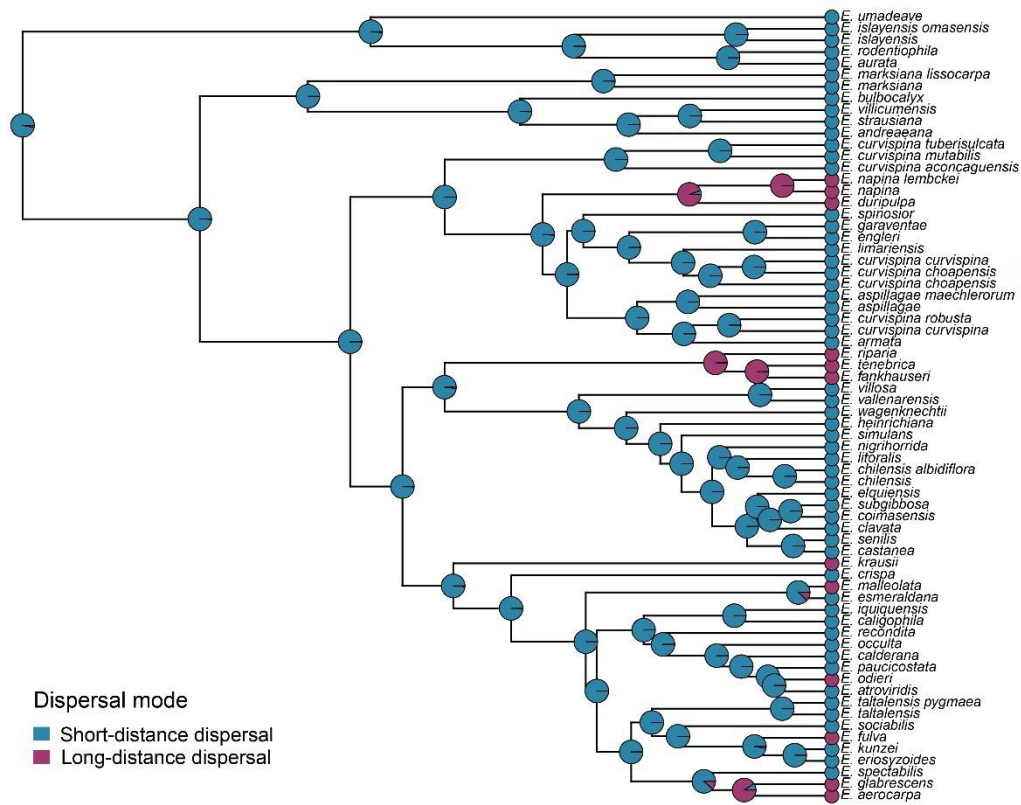 E. umadeave
E. islayensis omasensis
E. islayensis
E. rodentiophila
E. aurata
E. marksiana lissocarpa
E. marksiana
E. bulbocalyx
E. villicumensis
E. strausiana
E. andreaeana
E. curvispina tuberisulcata
E. curvispina mutabilis
E. curvispina aconcaguensis
E. napina lembckei
E. napina
E. duripulpa
E. spinosior
E. garaventae
E. engleri
E. limariensis
E. curvispina curvispina
E. curvispina choapensis
E. curvispina choapensis
E. aspillagae maechlerorum
E. aspillagae
E. curvispina robusta
E. curvispina curvispina
E. armata
E. riparia
E. tenebrica
E. fankhauseri
E. villosa
E. vallenarensis
E. wagenknechtii
E. heinrichiana
E. simulans
E. nigrihorrida
E. litoralis
E. chilensis albidiflora
E. chilensis
E. elquiensis
E. subgibbosa
E. coimasensis
E. clavata
E. senilis
E. castanea
E. krausii
E. crispa
E. malleolata
E. esmeraldana
E. iquiquensis
E. caligophila
E. recondita
E. occulta
E. calderana
E. paucicostata
E. odieri
E. atroviridis
E. taltalensis pygmaea
E. taltalensis
E. sociabilis
E. fulva
E. kunzei
E. eriosyzoides
E. spectabilis
E. glabrescens
E. aerocarpa
Dispersal mode
Short-distance dispersal
Long-distance dispersal